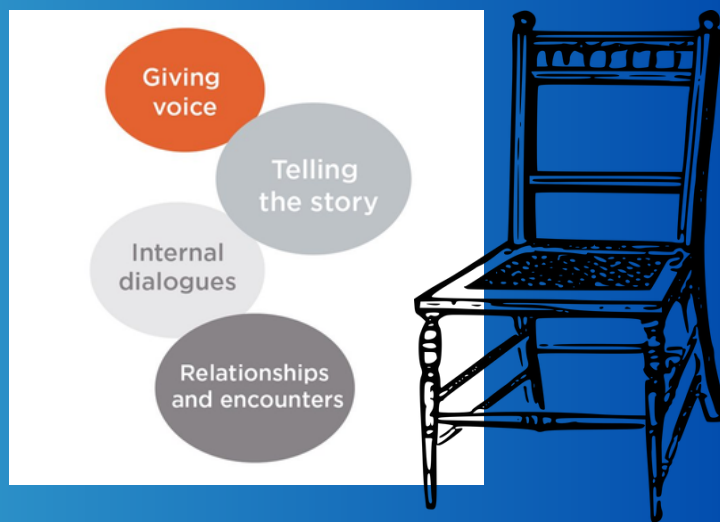 Giving
voice
Telling
the story
Internal
dialogues
Relationships
and encounters